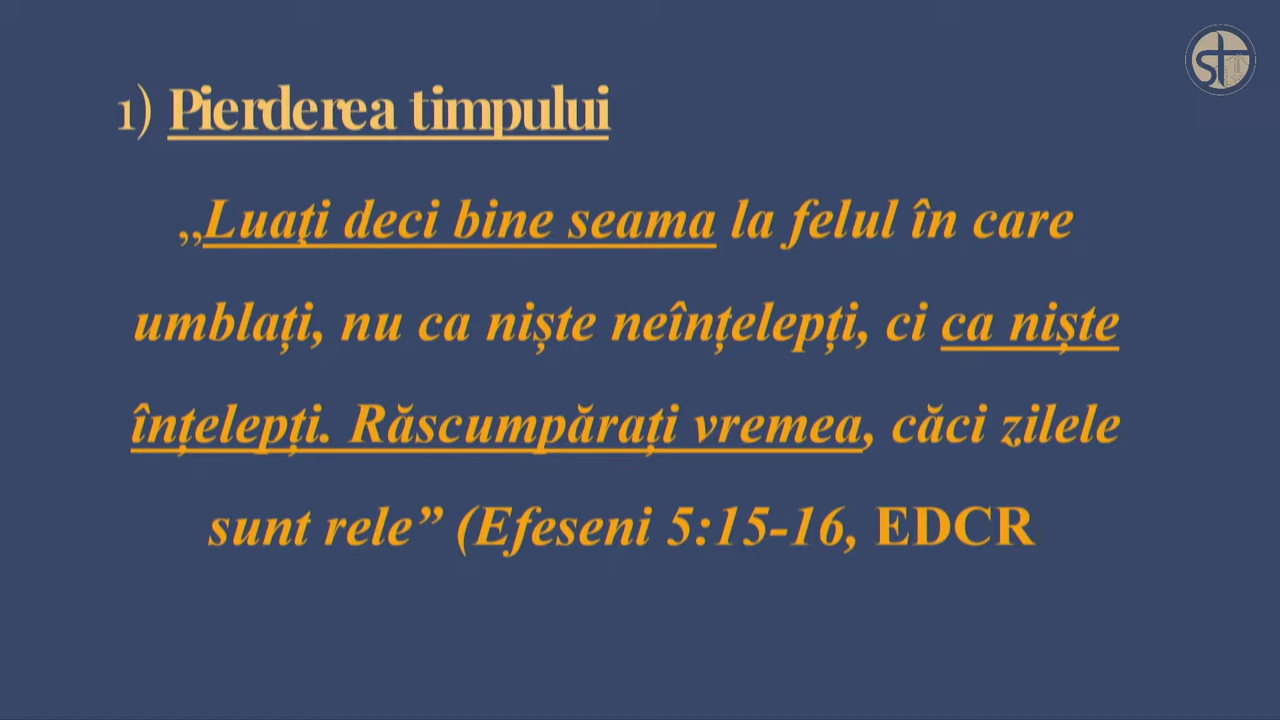 1) Pierderea timpului
,,Luaţi deci bine seama la felul în care
umblați, nu ca niște neînțelepți, ci ca niște
înțelepți. Răscumpărați vremea, căci zilele
sunt rele” (Efeseni 5:15-16, EDCR